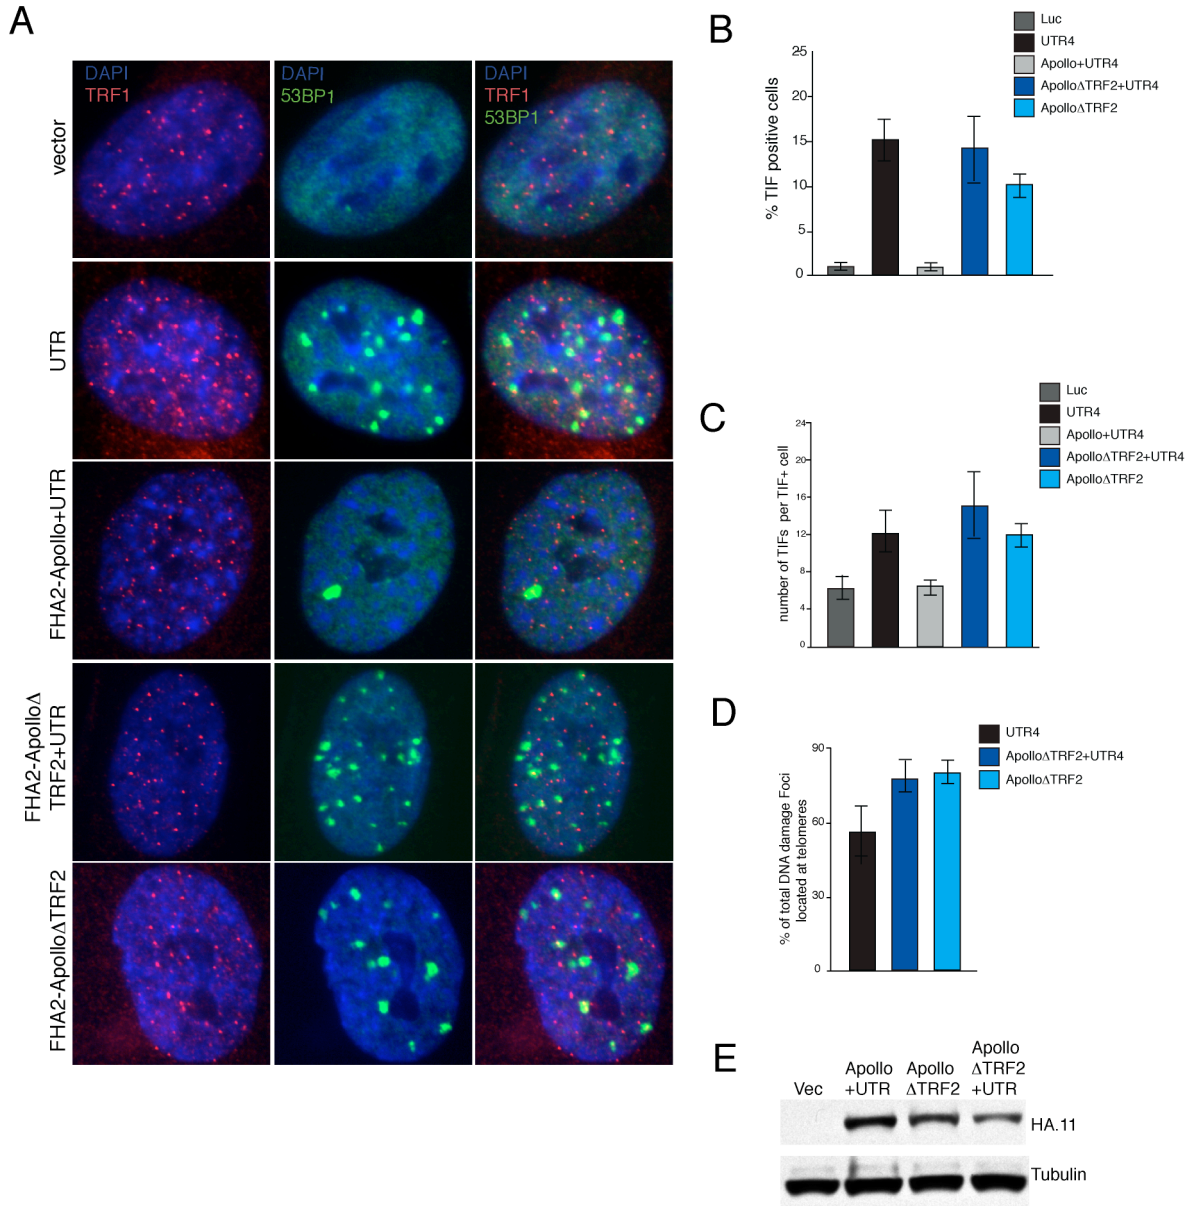 A
DAPI
TRF1
DAPI
53BP1
DAPI
TRF1
53BP1
vector
UTR
FHA2-Apollo+UTR
FHA2-ApolloΔ
TRF2+UTR
FHA2-ApolloΔTRF2
B
Luc
UTR4
Apollo+UTR4
ApolloΔTRF2+UTR4
ApolloΔTRF2
% TIF positive cells
25
20
15
10
5
0
C
Luc
UTR4
Apollo+UTR4
ApolloΔTRF2+UTR4
ApolloΔTRF2
number of TIFs per TIF+ cell
24
20
16
12
8
4
0
D
UTR4
ApolloΔTRF2+UTR4
ApolloΔTRF2
% of total DNA damage Foci
located at telomeres
90
60
30
0
E
Vec
Apollo
+UTR
Apollo
ΔTRF2
Apollo
ΔTRF2
+UTR
HA.11
Tubulin